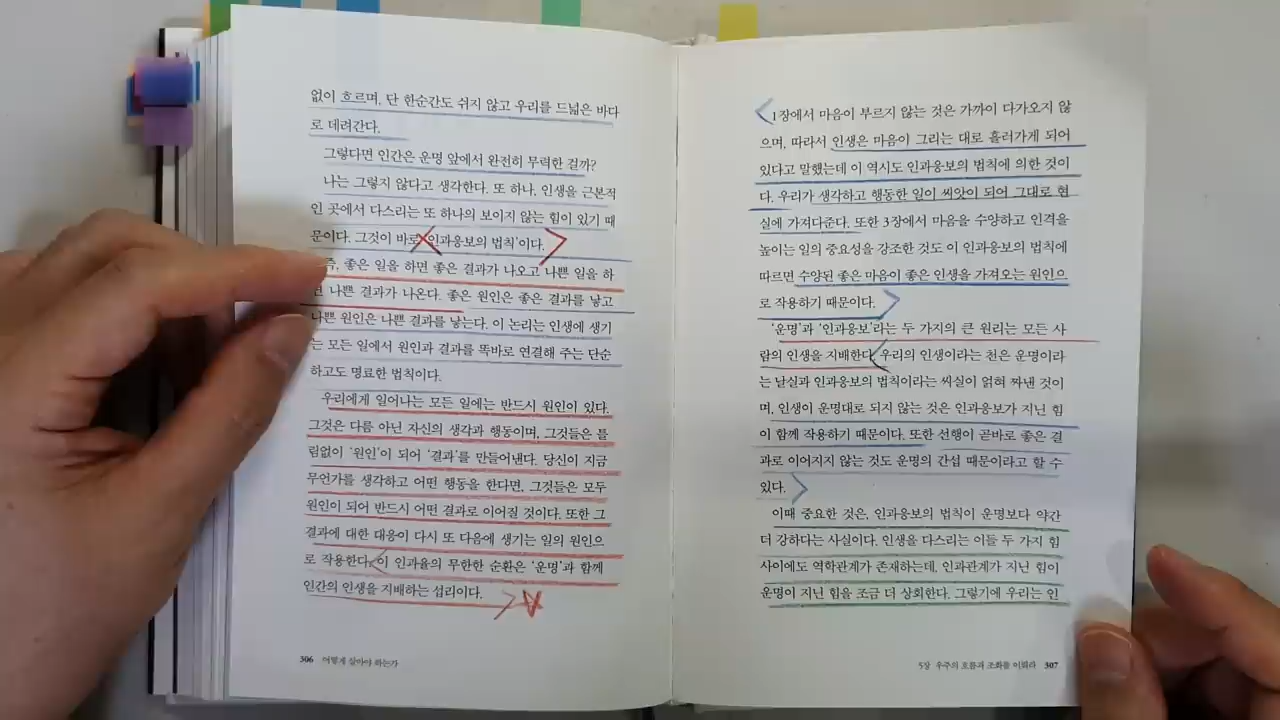 없이 흐르며, 단 한순간도 쉬지 않고 우리를 드넓은 바다
로 데려간다.
그렇다면 인간은 운명 앞에서 완전히 무력한 걸까?
나는 그렇지 않다고 생각한다. 또 하나, 인생을 근본적
인 곳에서 다스리는 또 하나의 보이지 않는 힘이 있기 때
문이다. 그것이 바로 '인과응보의 법칙'이다.
즉, 좋은 일을 하면 좋은 결과가 나오고 나쁜 일을 하
면 나쁜 결과가 나온다. 좋은 원인은 좋은 결과를 낳고
나쁜 원인은 나쁜 결과를 낳는다. 이 논리는 인생에 생기
는 모든 일에서 원인과 결과를 똑바로 연결해 주는 단순
하고도 명료한 법칙이다.
우리에게 일어나는 모든 일에는 반드시 원인이 있다.
그것은 다름 아닌 자신의 생각과 행동이며, 그것들은 틀
림없이 '원인'이 되어 '결과'를 만들어낸다. 당신이 지금
무언가를 생각하고 어떤 행동을 한다면, 그것들은 모두
원인이 되어 반드시 어떤 결과로 이어질 것이다. 또한 그
결과에 대한 대응이 다시 또 다음에 생기는 일의 원인으
로 작용한다. 이 인과율의 무한한 순환은 '운명'과 함께
인간의 인생을 지배하는 섭리이다.
306 어떻게 살아야 하는가
1장에서 마음이 부르지 않는 것은 가까이 다가오지 않
으며, 따라서 인생은 마음이 그리는 대로 흘러가게 되어
있다고 말했는데 이 역시도 인과응보의 법칙에 의한 것이
다. 우리가 생각하고 행동한 일이 씨앗이 되어 그대로 현
실에 가져다준다. 또한 3장에서 마음을 수양하고 인격을
높이는 일의 중요성을 강조한 것도 이 인과응보의 법칙에
따르면 수양된 좋은 마음이 좋은 인생을 가져오는 원인으
로 작용하기 때문이다.
'운명'과 '인과응보'라는 두 가지의 큰 원리는 모든 사
람의 인생을 지배한다. 우리의 인생이라는 천은 운명이라
는 날실과 인과응보의 법칙이라는 씨실이 얽혀 짜낸 것이
며, 인생이 운명대로 되지 않는 것은 인과응보가 지닌 힘
이 함께 작용하기 때문이다. 또한 선행이 곧바로 좋은 결
과로 이어지지 않는 것도 운명의 간섭 때문이라고 할 수
있다.
이때 중요한 것은, 인과응보의 법칙이 운명보다 약간
더 강하다는 사실이다. 인생을 다스리는 이들 두 가지 힘
사이에도 역학관계가 존재하는데, 인과관계가 지닌 힘이
운명이 지닌 힘을 조금 더 상회한다. 그렇기에 우리는 인
5장 우주의 흐름과 조화를 이뤄라 307